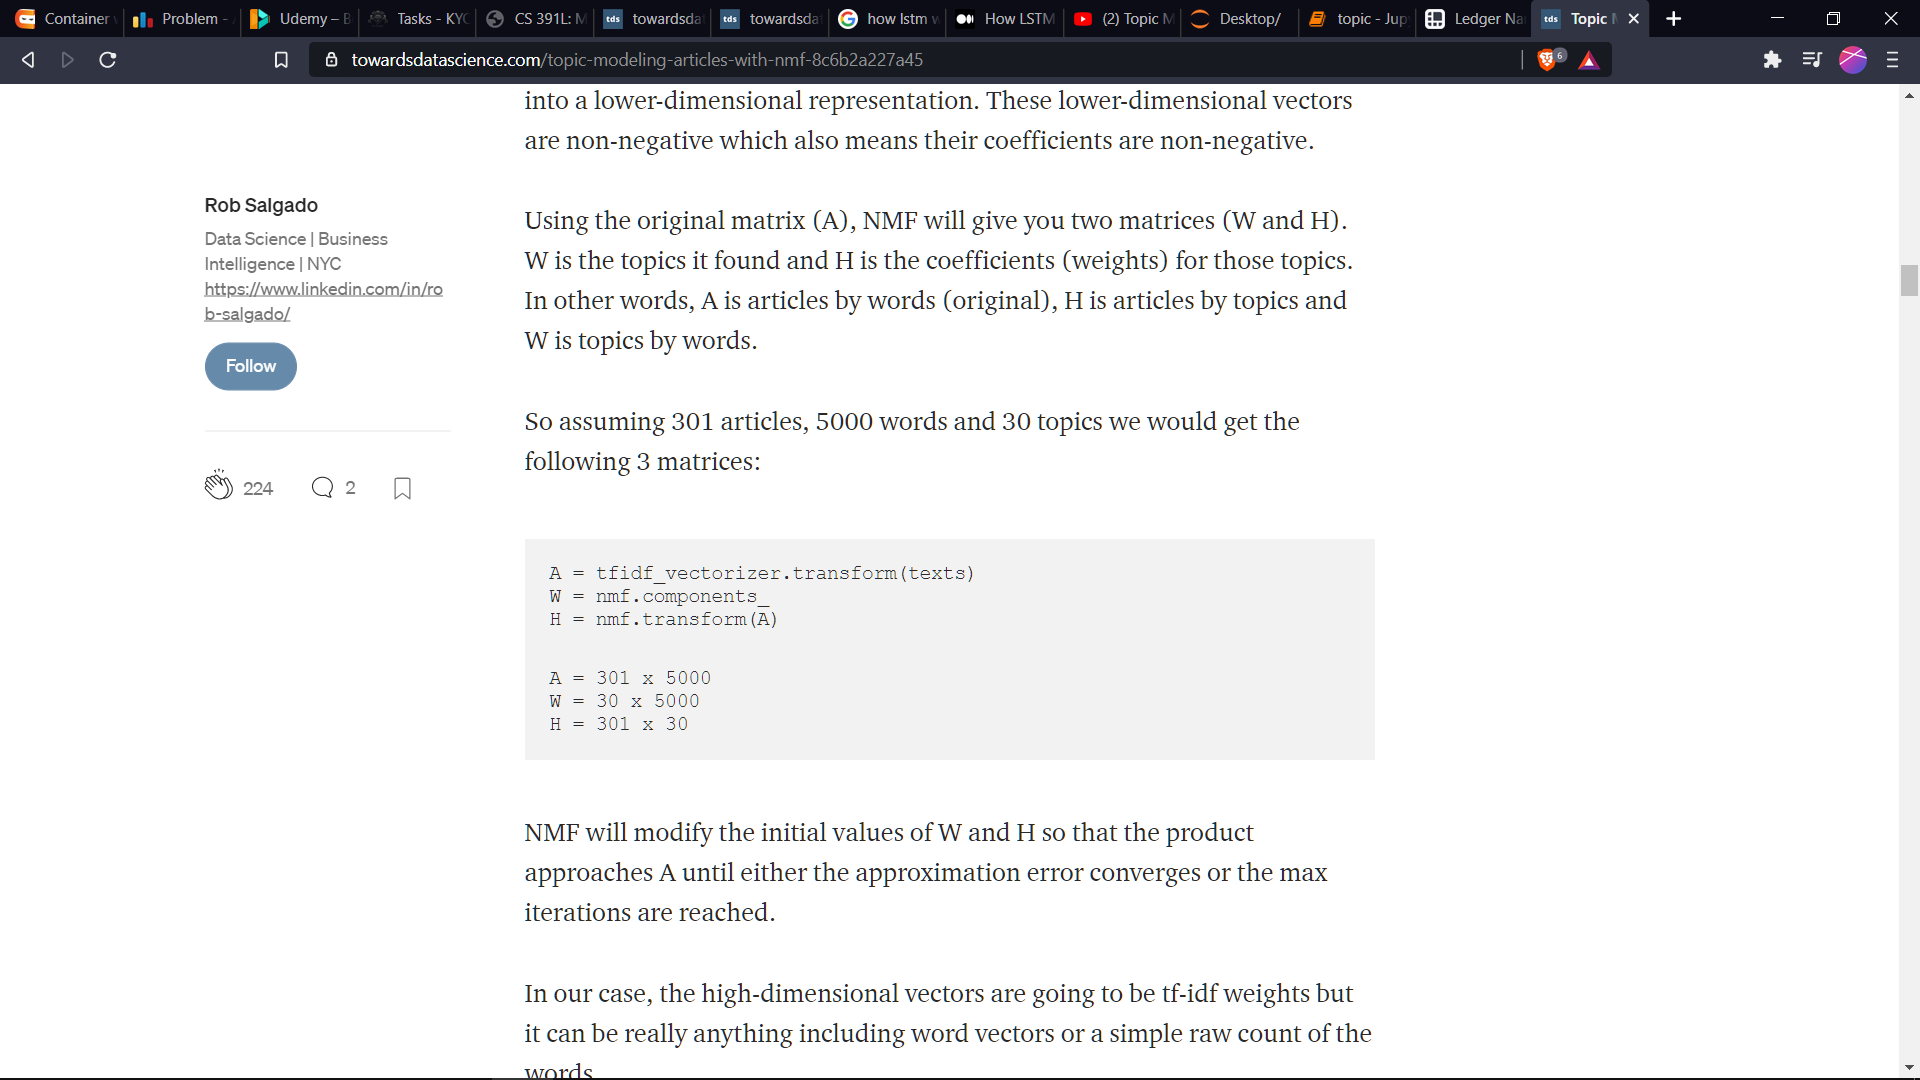 Container
Problem -
Udemy – B
Tasks - KYC
CS 391L: M
towardsda
towardsda
how lstm w
How LSTM
(2) Topic M
Desktop/
topic - Jup
Ledger Na
Topic M
towardsdatascience.com/topic-modeling-articles-with-nmf-8c6b2a227a45
6
into a lower-dimensional representation. These lower-dimensional vectors
are non-negative which also means their coefficients are non-negative.
Rob Salgado
Data Science | Business
Intelligence | NYC
https://www.linkedin.com/in/ro
b-salgado/
Follow
224
2
Using the original matrix (A), NMF will give you two matrices (W and H).
W is the topics it found and H is the coefficients (weights) for those topics.
In other words, A is articles by words (original), H is articles by topics and
W is topics by words.
So assuming 301 articles, 5000 words and 30 topics we would get the
following 3 matrices:
A = tfidf_vectorizer.transform(texts)
W = nmf.components_
H = nmf.transform(A)
A = 301 x 5000
W = 30 x 5000
H = 301 x 30
NMF will modify the initial values of W and H so that the product
approaches A until either the approximation error converges or the max
iterations are reached.
In our case, the high-dimensional vectors are going to be tf-idf weights but
it can be really anything including word vectors or a simple raw count of the
words.